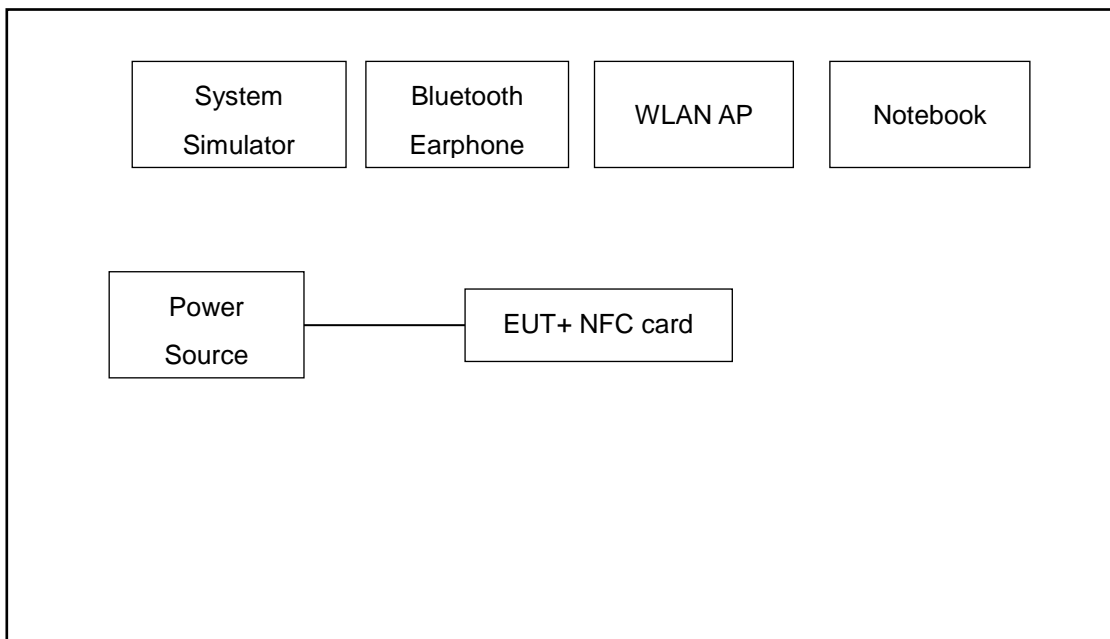 System
Simulator
Bluetooth
Earphone
WLAN AP
Notebook
Power
Source
EUT+ NFC card